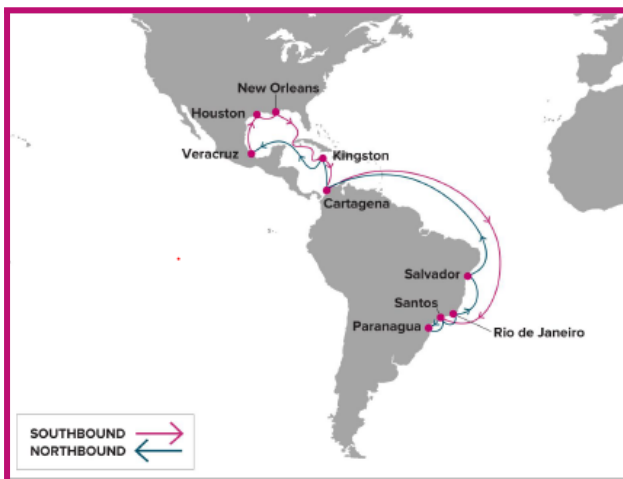 New Orleans
Houston
Veracruz
Kingston
Cartagena
Salvador
Santos
Paranagua
Rio de Janeiro
SOUTHBOUND
NORTHBOUND